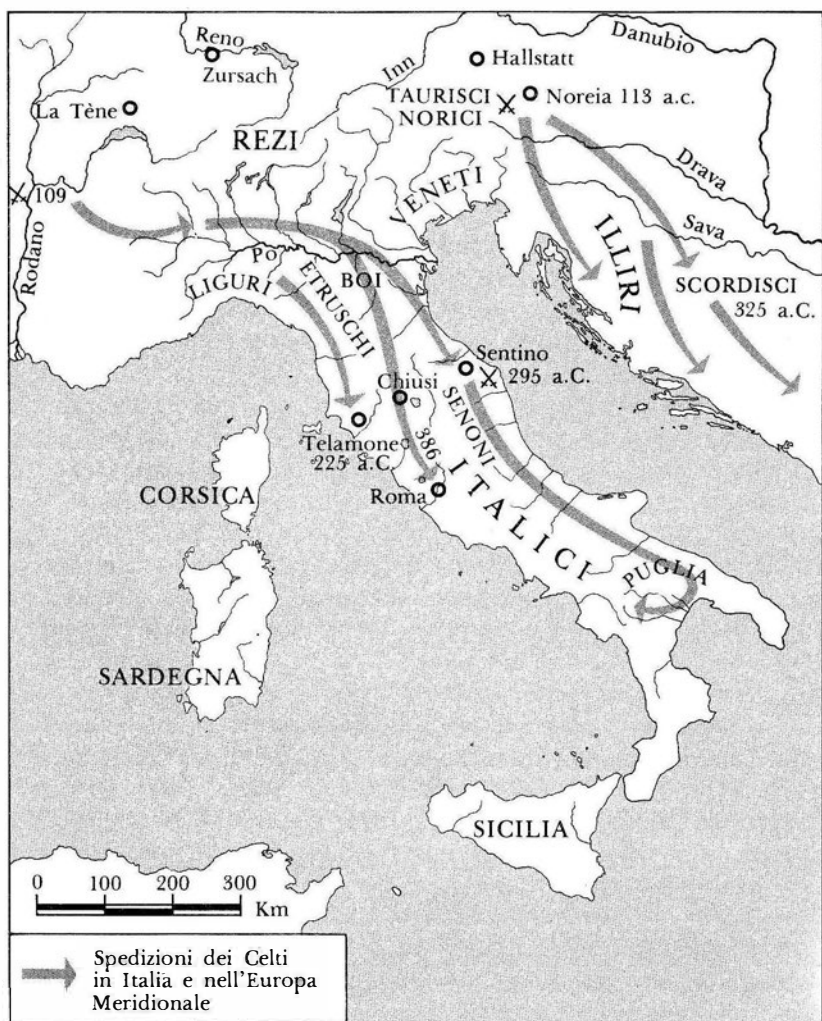 Reno
Zursach
Hallstatt
Danubio
Inn
La Tène
TAURISCI
NORICI
Noreia 113 a.c.
REZI
Drava
109
VENETI
Sava
Rodano
Po
ILLIRI
LIGURI
ETRUSCHI
BOI
SCORDISCI
325 a.C.
Sentino
295 a.C.
Chiusi
SENONI
Telamone
225 a.C.
386
Roma
CORSICA
ITALICI
PUGLIA
SARDEGNA
SICILIA
0 100 200 300
Km
Spedizioni dei Celti
in Italia e nell'Europa
Meridionale